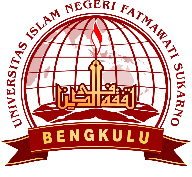 UNIVERSITAS ISLAM NEGERI FATMAWATI SUKARNO
BENGKULU